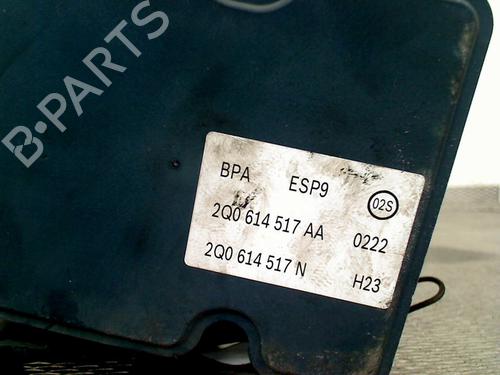 B-PARTS
BPA ESP9 02S
2Q0 614 517 AA 0222
2Q0 614 517 N H23